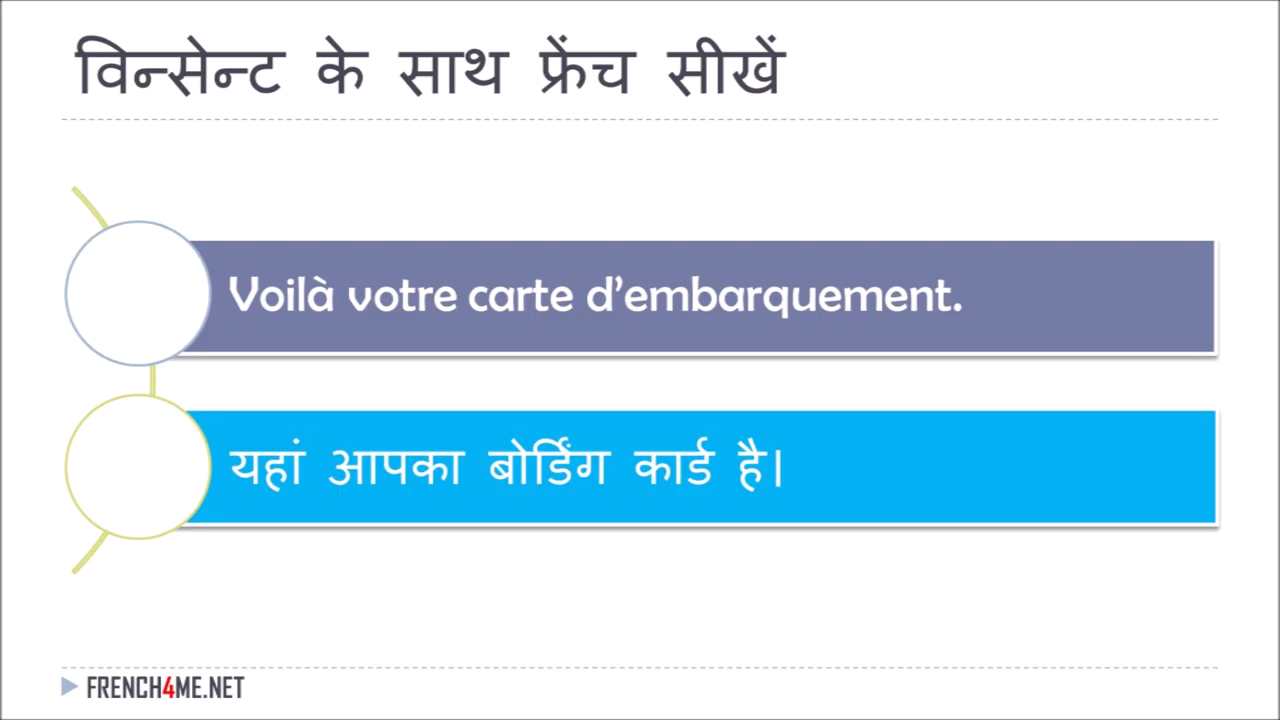 विन्सेन्ट के साथ फ्रेंच सीखें
Voilà votre carte d’embarquement.
यहां आपका बोर्डिंग कार्ड है।
FRENCH4ME.NET